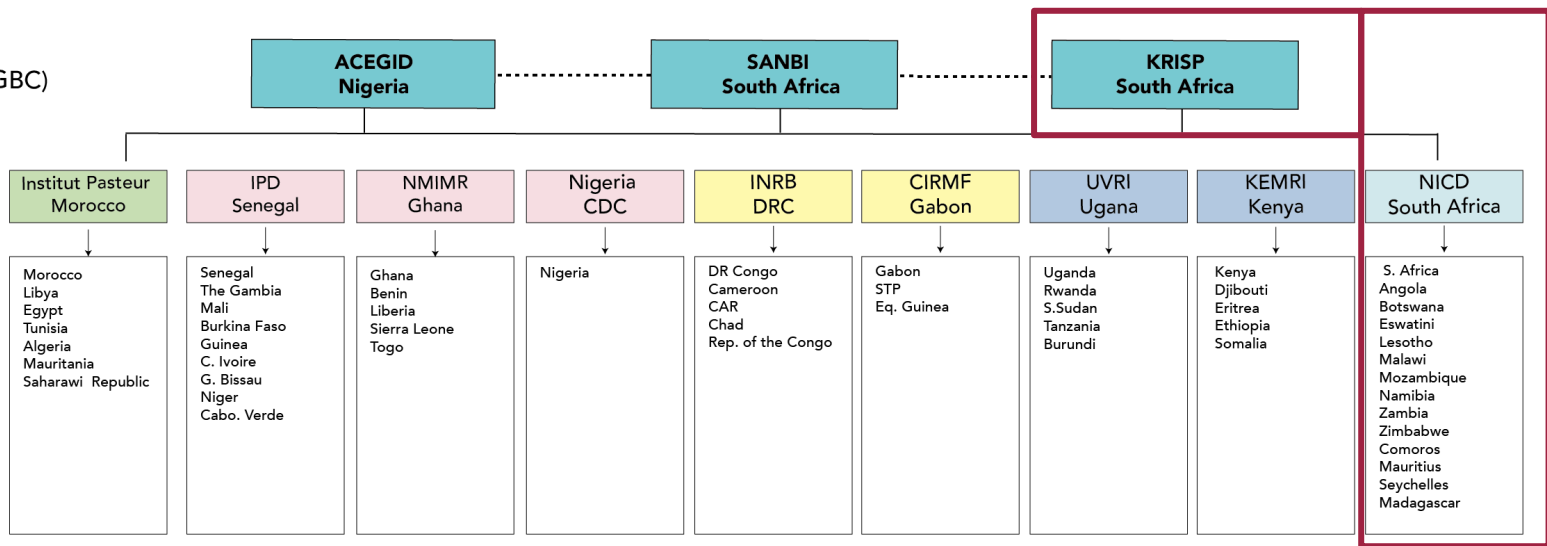 GBC)
ACEGID
Nigeria
SANBI
South Africa
KRISP
South Africa
Institut Pasteur
Morocco
IPD
Senegal
NMIMR
Ghana
Nigeria
CDC
INRB
DRC
CIRMF
Gabon
UVRI
Ugana
KEMRI
Kenya
NICD
South Africa
Morocco
Libya
Egypt
Tunisia
Algeria
Mauritania
Saharawi Republic
Senegal
The Gambia
Mali
Burkina Faso
Guinea
C. Ivoire
G. Bissau
Niger
Cabo. Verde
Ghana
Benin
Liberia
Sierra Leone
Togo
Nigeria
DR Congo
Cameroon
CAR
Chad
Rep. of the Congo
Gabon
STP
Eq. Guinea
Uganda
Rwanda
S.Sudan
Tanzania
Burundi
Kenya
Djibouti
Eritrea
Ethiopia
Somalia
S. Africa
Angola
Botswana
Eswatini
Lesotho
Malawi
Mozambique
Namibia
Zambia
Zimbabwe
Comoros
Mauritius
Seychelles
Madagascar